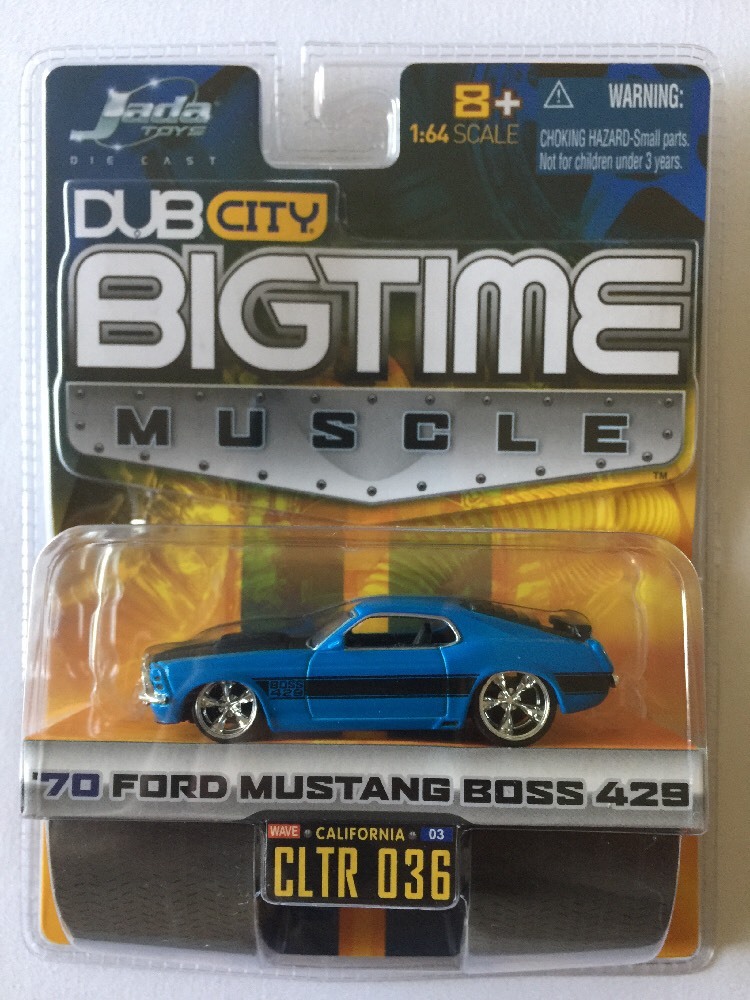 Jada
TOYS
DIE CAST
8+
1:64 SCALE
WARNING:
CHOKING HAZARD-Small parts.
Not for children under 3 years.
DUB CITY
BIGTIME
MUSCLE
TM
BOSS
429
'70 FORD MUSTANG BOSS 429
WAVE CALIFORNIA 03
CLTR 036